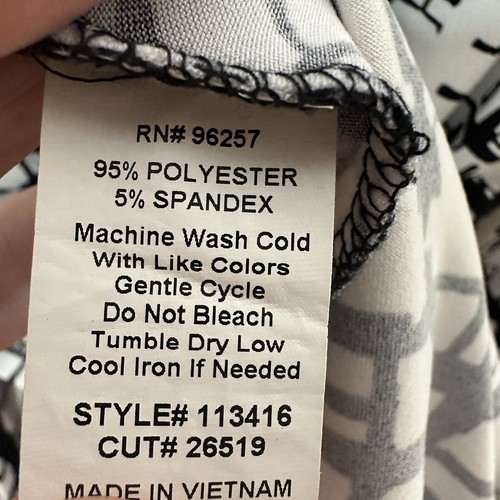 RN# 96257
95% POLYESTER
5% SPANDEX
Machine Wash Cold
With Like Colors
Gentle Cycle
Do Not Bleach
Tumble Dry Low
Cool Iron If Needed
STYLE# 113416
CUT# 26519
MADE IN VIETNAM